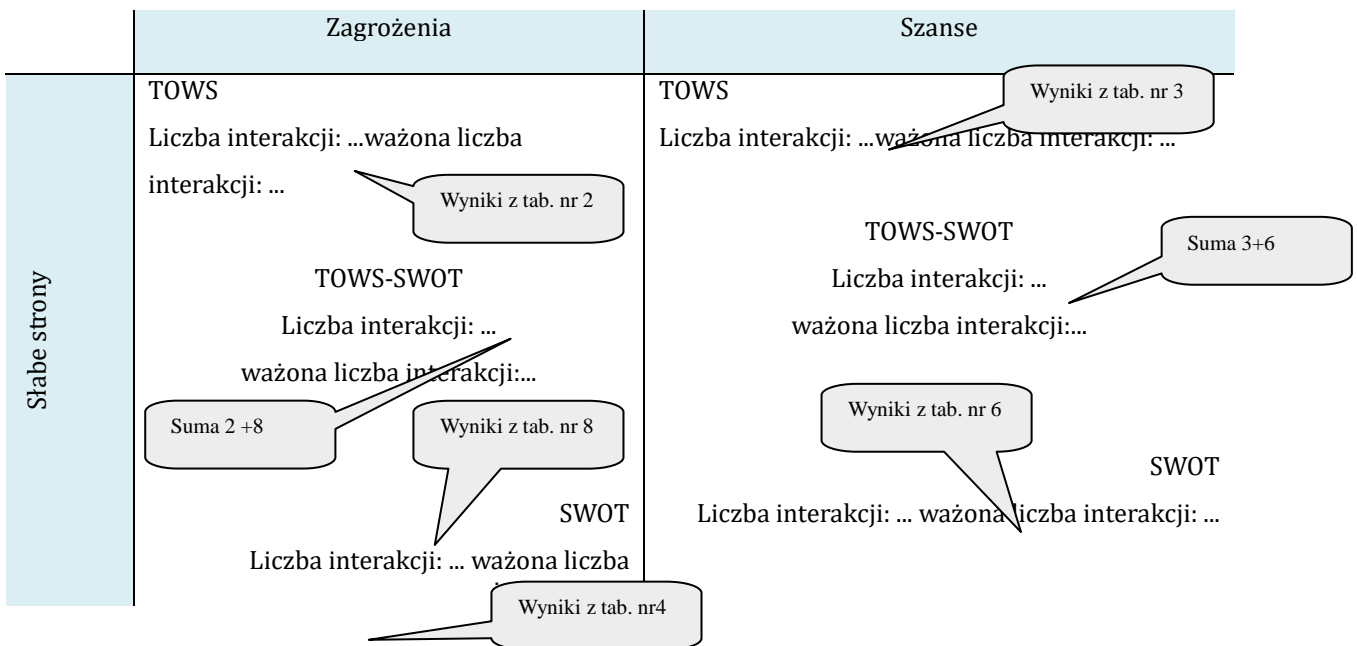 Zagrożenia
Szanse
Słabe strony
TOWS
Liczba interakcji: ...ważona liczba
interakcji: ...
Wyniki z tab. nr 2
TOWS-SWOT
Liczba interakcji: ...
ważona liczba interakcji:...
Suma 2 +8
Wyniki z tab. nr 8
SWOT
Liczba interakcji: ... ważona liczba
Wyniki z tab. nr4
TOWS
Wyniki z tab. nr 3
Liczba interakcji: ...ważona liczba interakcji: ...
TOWS-SWOT
Suma 3+6
Liczba interakcji: ...
ważona liczba interakcji:...
Wyniki z tab. nr 6
SWOT
Liczba interakcji: ... ważona liczba interakcji: ...